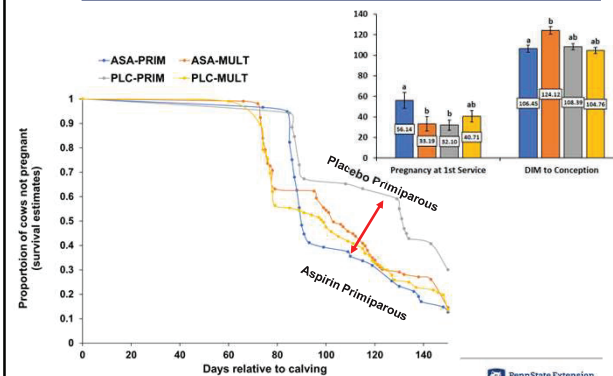 ASA-PRIM ASA-MULT
PLC-PRIM PLC-MULT
Proportoicon of cows not pregnant
(survival estimates)
1
0.9
0.8
0.7
0.6
0.5
0.4
0.3
0.2
0.1
0
0 20 40 60 80 100 120 140
Days relative to calving
Placebo Primiparous
Aspirin Primiparous
140
120
100
80
60
40
20
0
a b b ab
56.14 33.19 32.10 40.71
a b ab ab
106.45 124.12 108.39 104.76
Pregnancy at 1st Service DIM to Conception
PennState Extension